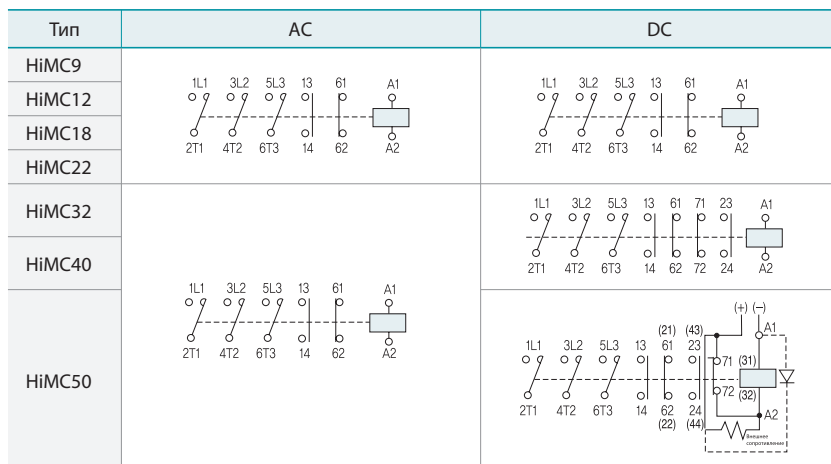 Тип AC DC
HiMC9
HiMC12
HiMC18
HiMC22
1L1 3L2 5L3 13 61 A1
2T1 4T2 6T3 14 62 A2
1L1 3L2 5L3 13 61 A1
2T1 4T2 6T3 14 62 A2
HiMC32
HiMC40
HiMC50
1L1 3L2 5L3 13 61 A1
2T1 4T2 6T3 14 62 A2
1L1 3L2 5L3 13 61 71 23 A1
2T1 4T2 6T3 14 62 72 24 A2
(+) (–)
(21) (43) A1
1L1 3L2 5L3 13 61 23
71 (31)
72 (32)
2T1 4T2 6T3 14 62 24 A2
(22) (44)
Внешнее
сопротивление